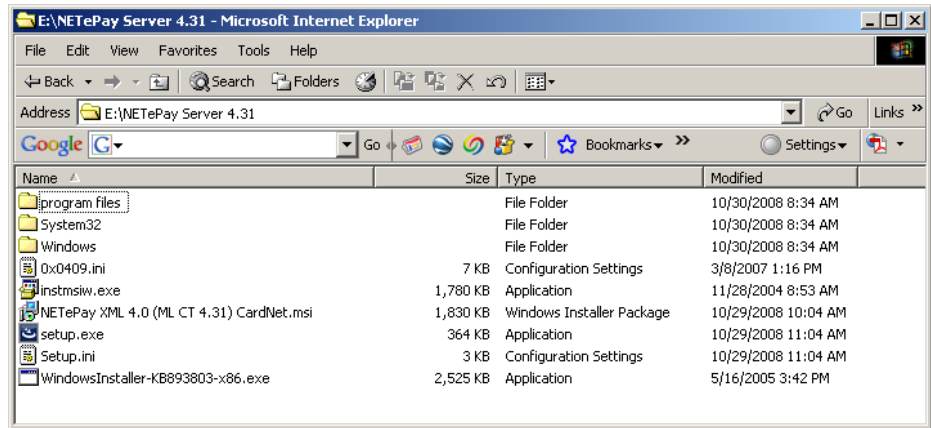 E:\NETePay Server 4.31 - Microsoft Internet Explorer
File Edit View Favorites Tools Help
Back Search Folders
Address E:\NETePay Server 4.31 Go Links »
Google G Go Bookmarks » Settings
Name Size Type Modified
program files File Folder 10/30/2008 8:34 AM
System32 File Folder 10/30/2008 8:34 AM
Windows File Folder 10/30/2008 8:34 AM
0x0409.ini 7 KB Configuration Settings 3/8/2007 1:16 PM
instmsiw.exe 1,780 KB Application 11/28/2004 8:53 AM
NETePay XML 4.0 (ML CT 4.31) CardNet.msi 1,830 KB Windows Installer Package 10/29/2008 10:04 AM
setup.exe 364 KB Application 10/29/2008 11:04 AM
Setup.ini 3 KB Configuration Settings 10/29/2008 11:04 AM
WindowsInstaller-KB893803-x86.exe 2,525 KB Application 5/16/2005 3:42 PM